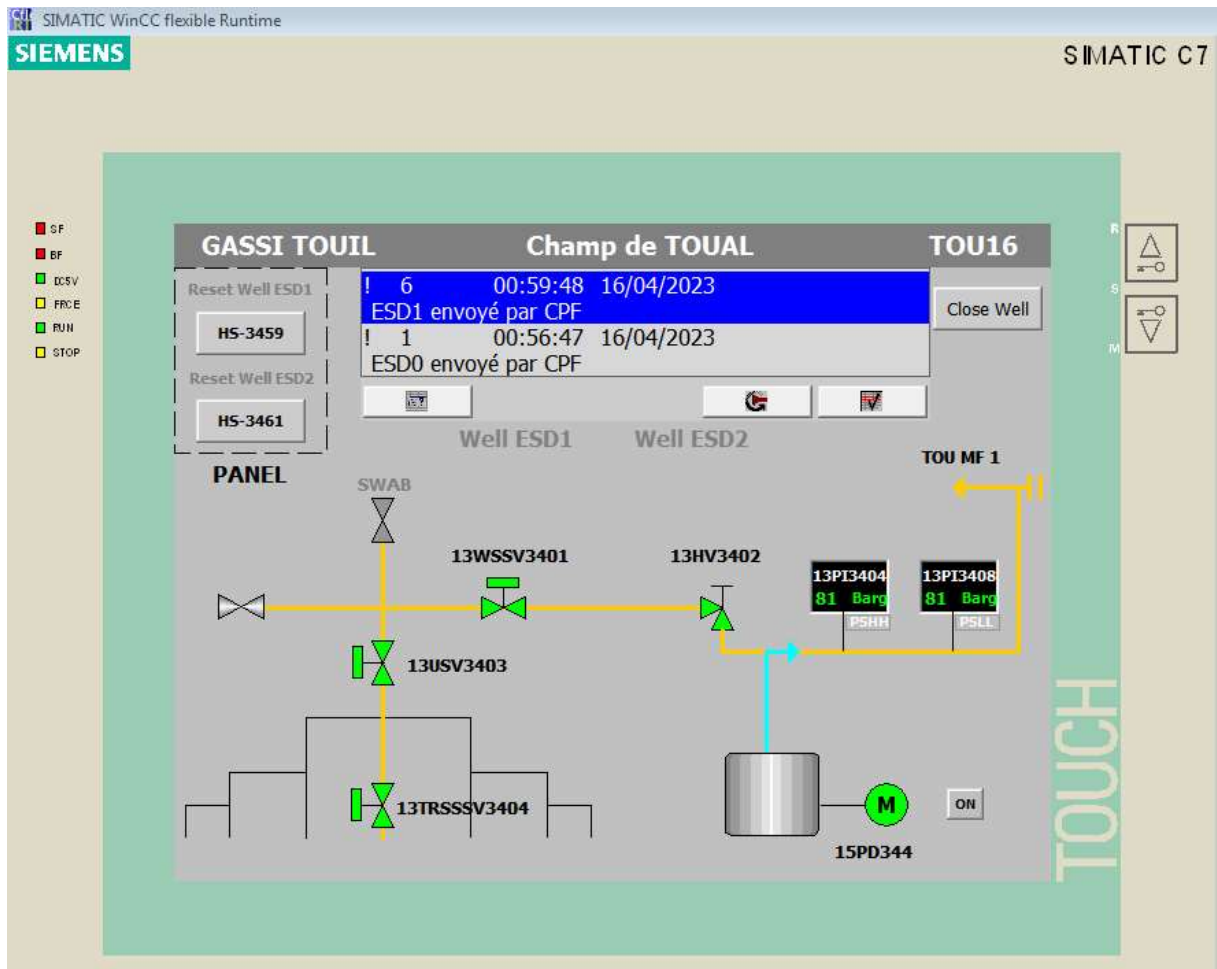 SIMATIC WinCC flexible Runtime
SIEMENS
SIMATIC C7
SF
BF
DC5V
FRCE
RUN
STOP
R
S
M
GASSI TOUIL
Champ de TOUAL
TOU16
Reset Well ESD1
HS-3459
Reset Well ESD2
HS-3461
PANEL
! 6 00:59:48 16/04/2023
ESD1 envoyé par CPF
! 1 00:56:47 16/04/2023
ESD0 envoyé par CPF
Close Well
Well ESD1
Well ESD2
TOU MF 1
SWAB
13WSSV3401
13HV3402
13PI3404
81 Barg
PSHH
13PI3408
81 Barg
PSLL
13USV3403
13TRSSSV3404
M
ON
15PD344
TOUCH